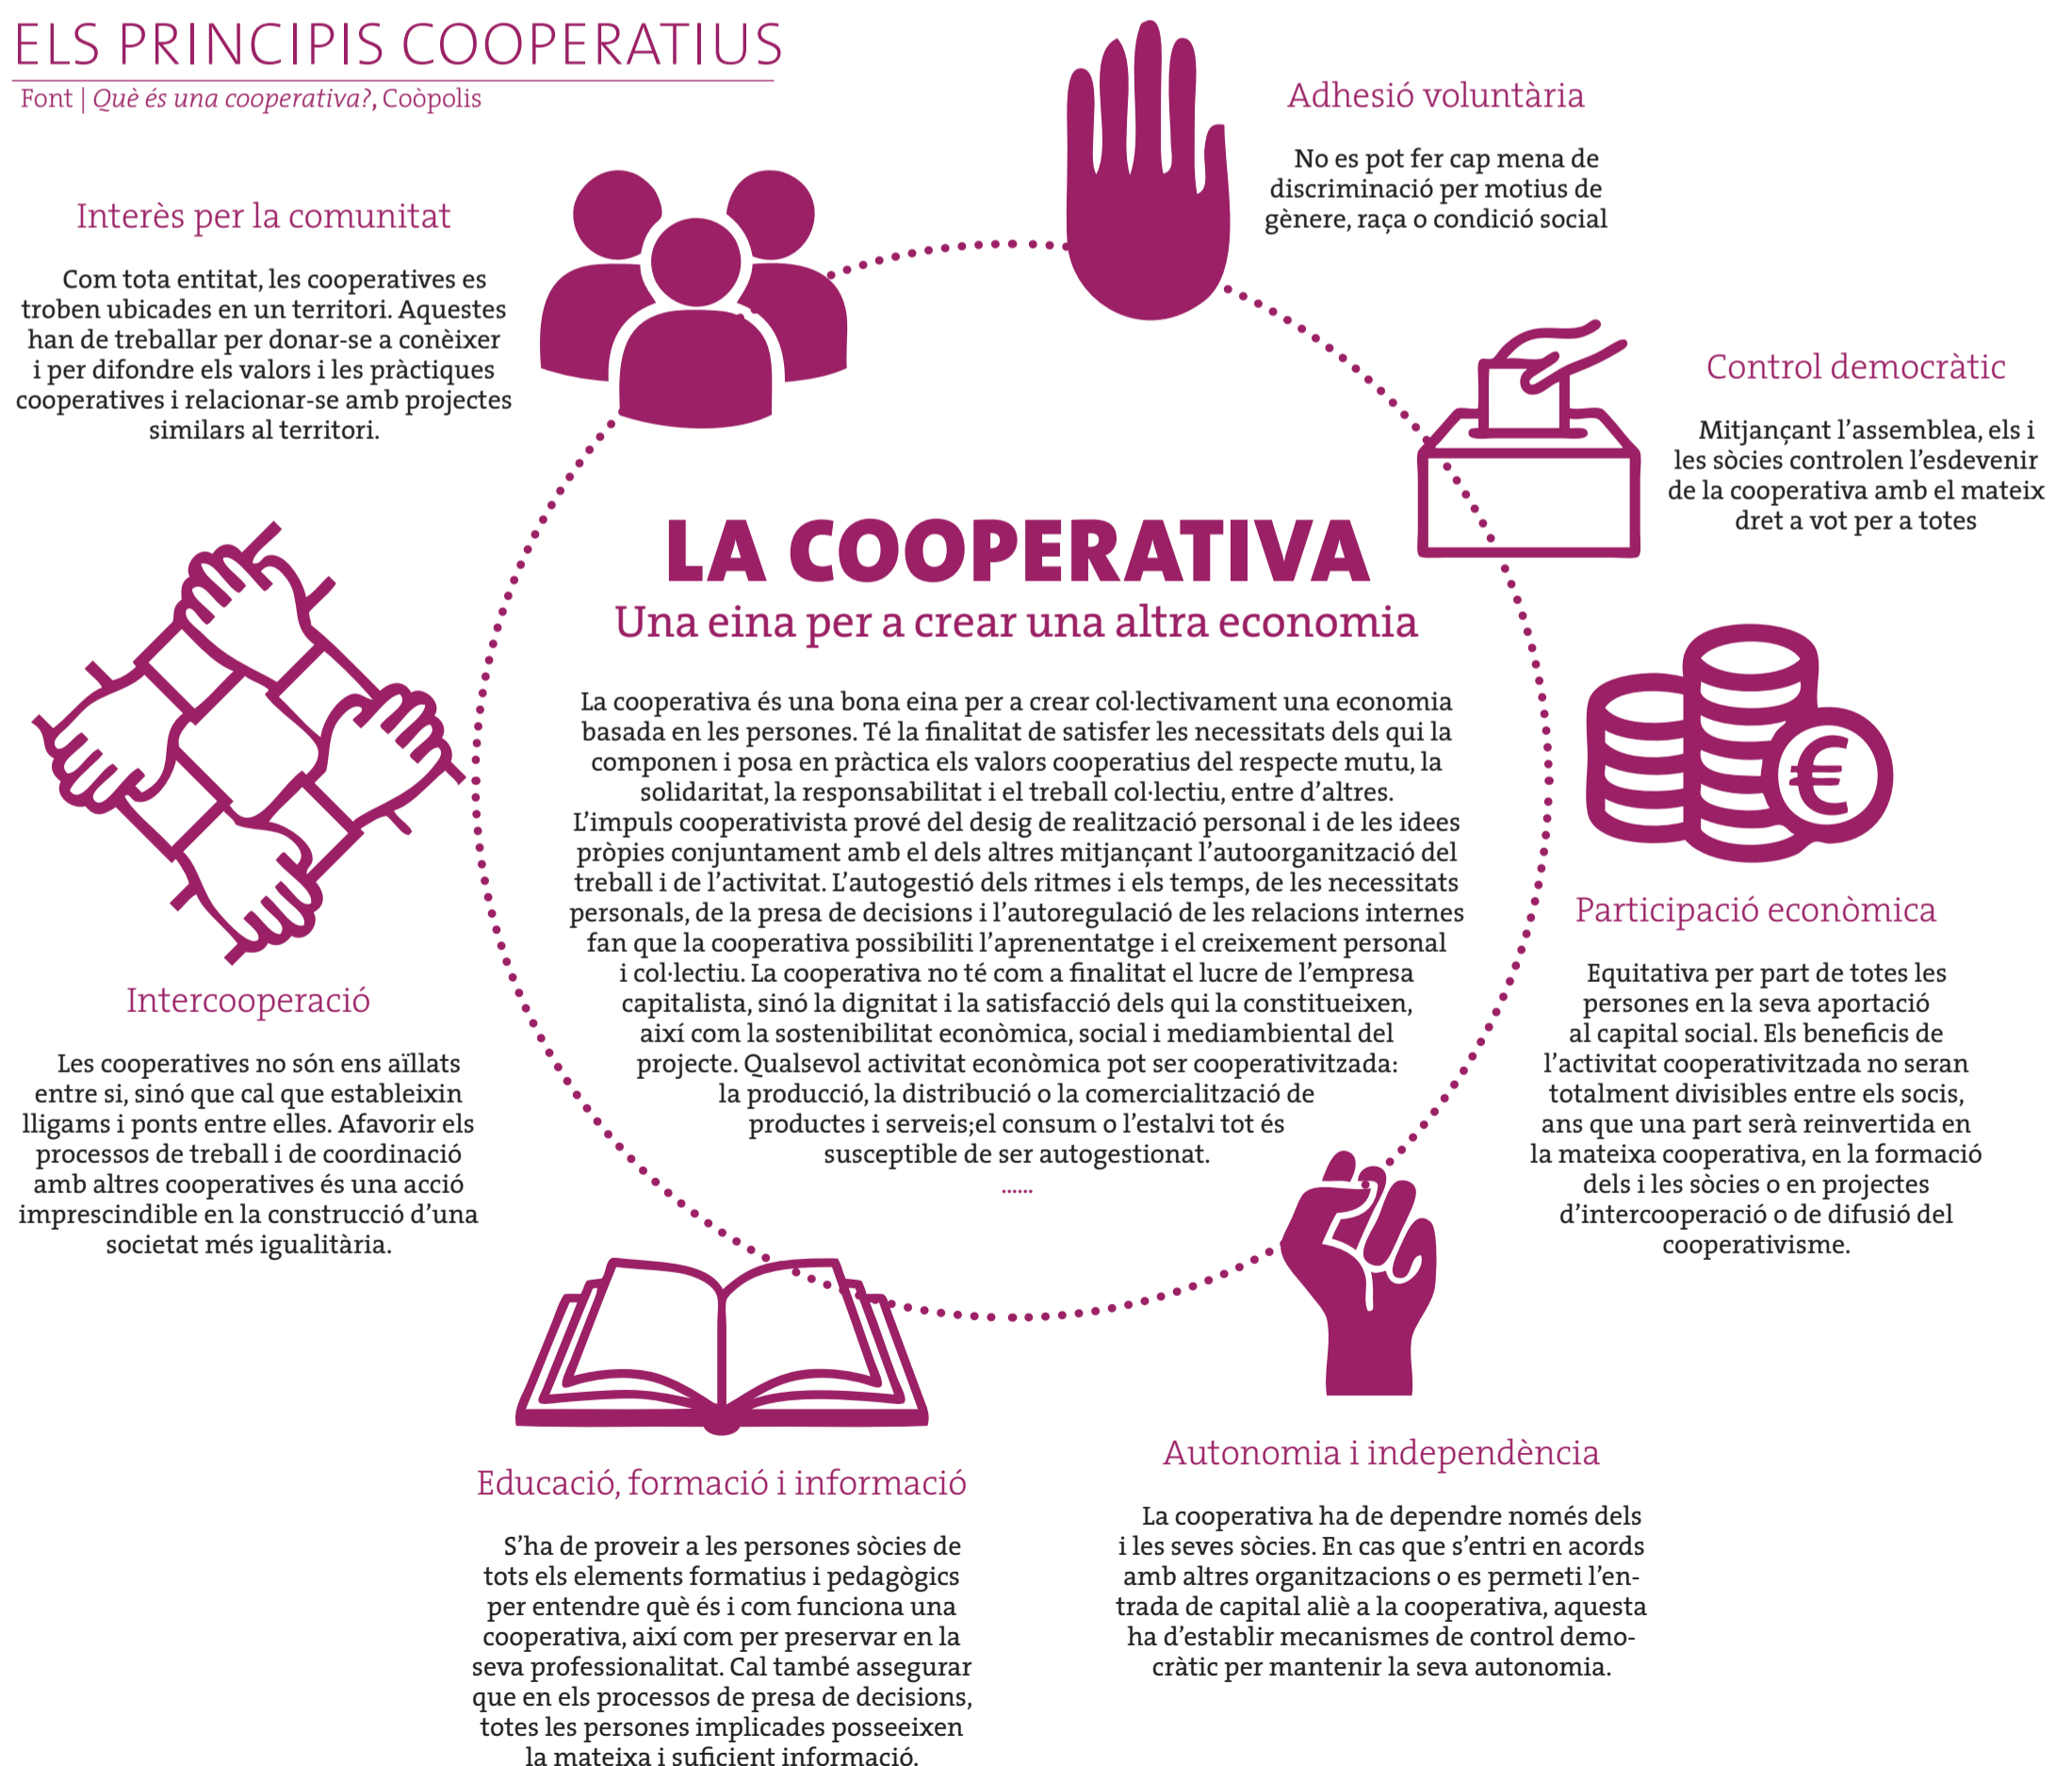 ELS PRINCIPIS COOPERATIUS
Font | Què és una cooperativa?, Coòpolis
Adhesió voluntària
No es pot fer cap mena de
discriminació per motius de
gènere, raça o condició social
Interès per la comunitat
Com tota entitat, les cooperatives es
troben ubicades en un territori. Aquestes
han de treballar per donar-se a conèixer
i per difondre els valors i les pràctiques
cooperatives i relacionar-se amb projectes
similars al territori.
Control democràtic
Mitjançant l'assemblea, els i
les sòcies controlen l'esdevenir
de la cooperativa amb el mateix
dret a vot per a totes
LA COOPERATIVA
Una eina per a crear una altra economia
La cooperativa és una bona eina per a crear col·lectivament una economia
basada en les persones. Té la finalitat de satisfer les necessitats dels qui la
componen i posa en pràctica els valors cooperatius del respecte mutu, la
solidaritat, la responsabilitat i el treball col·lectiu, entre d'altres.
L'impuls cooperativista prové del desig de realització personal i de les idees
pròpies conjuntament amb el dels altres mitjançant l'autoorganització del
treball i de l'activitat. L'autogestió dels ritmes i els temps, de les necessitats
personals, de la presa de decisions i l'autoregulació de les relacions internes
fan que la cooperativa possibiliti l'aprenentatge i el creixement personal
i col·lectiu. La cooperativa no té com a finalitat el lucre de l'empresa
capitalista, sinó la dignitat i la satisfacció dels qui la constitueixen,
així com la sostenibilitat econòmica, social i mediambiental del
projecte. Qualsevol activitat econòmica pot ser cooperativitzada:
la producció, la distribució o la comercialització de
productes i serveis;el consum o l'estalvi tot és
susceptible de ser autogestionat.
......
€
Participació econòmica
Equitativa per part de totes les
persones en la seva aportació
al capital social. Els beneficis de
l'activitat cooperativitzada no seran
totalment divisibles entre els socis,
ans que una part serà reinvertida en
la mateixa cooperativa, en la formació
dels i les sòcies o en projectes
d'intercooperació o de difusió del
cooperativisme.
Intercooperació
Les cooperatives no són ens aïllats
entre si, sinó que cal que estableixin
lligams i ponts entre elles. Afavorir els
processos de treball i de coordinació
amb altres cooperatives és una acció
imprescindible en la construcció d'una
societat més igualitària.
Educació, formació i informació
S'ha de proveir a les persones sòcies de
tots els elements formatius i pedagògics
per entendre què és i com funciona una
cooperativa, així com per preservar en la
seva professionalitat. Cal també assegurar
que en els processos de presa de decisions,
totes les persones implicades posseeixen
la mateixa i suficient informació.
Autonomia i independència
La cooperativa ha de dependre només dels
i les seves sòcies. En cas que s'entri en acords
amb altres organitzacions o es permeti l'en-
trada de capital aliè a la cooperativa, aquesta
ha d'establir mecanismes de control demo-
cràtic per mantenir la seva autonomia.